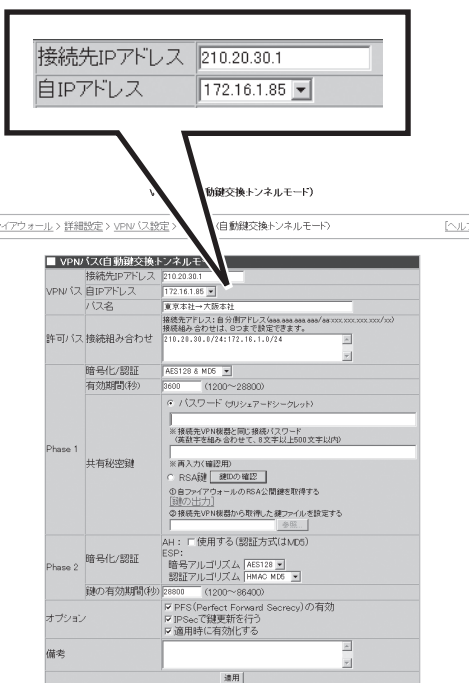 接続先IPアドレス 210.20.30.1
自IPアドレス 172.16.1.85
動鍵交換トンネルモード)
イアウォール > 詳細設定 > VPNパス設定 > (自動鍵交換トンネルモード) [ヘル
■ VPNパス(自動鍵交換トンネルモ
VPNパス 接続先IPアドレス 210.20.30.1
自IPアドレス 172.16.1.85
パス名 東京本社→大阪本社
許可パス 接続組み合わせ 接続先アドレス:自分側アドレス(aaa.aaa.aaa.aaa/aa:xxx.xxx.xxx.xxx/xx)
接続組み合わせは、8つまで設定できます。
210.20.30.0/24:172.16.1.0/24
Phase 1 暗号化/認証 AES128 & MD5
有効期間(秒) 3600 (1200～28800)
共有秘密鍵 パスワード(プリシェアードシークレット)
※接続先VPN機器と同じ接続パスワード
(英数字を組み合わせて、8文字以上500文字以内)
※再入力(確認用)
RSA鍵 鍵IDの確認
①自ファイアウォールのRSA公開鍵を取得する
[鍵の出力]
②接続先VPN機器から取得した鍵ファイルを設定する
参照...
Phase 2 暗号化/認証 AH: 使用する(認証方式はMD5)
ESP:
暗号アルゴリズム AES128
認証アルゴリズム HMAC MD5
鍵の有効期間(秒) 28800 (1200～86400)
オプション PFS(Perfect Forward Secrecy)の有効
IPSecで鍵更新を行う
適用時に有効化する
備考
適用